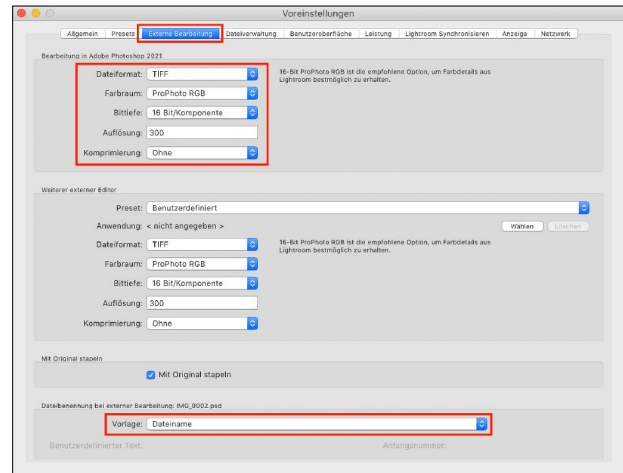 Voreinstellungen
Allgemein Presets Externe Bearbeitung Dateiverwaltung Benutzeroberfläche Leistung Lightroom Synchronisieren Anzeige Netzwerk
Bearbeitung in Adobe Photoshop 2021
Dateiformat: TIFF
16-Bit ProPhoto RGB ist die empfohlene Option, um Farbdetails aus
Lightroom bestmöglich zu erhalten.
Farbraum: ProPhoto RGB
Bittiefe: 16 Bit/Komponente
Auflösung: 300
Komprimierung: Ohne
Weiterer externer Editor
Preset: Benutzerdefiniert
Anwendung: < nicht angegeben > Wählen Löschen
Dateiformat: TIFF
16-Bit ProPhoto RGB ist die empfohlene Option, um Farbdetails aus
Lightroom bestmöglich zu erhalten.
Farbraum: ProPhoto RGB
Bittiefe: 16 Bit/Komponente
Auflösung: 300
Komprimierung: Ohne
Mit Original stapeln
Mit Original stapeln
Dateibenennung bei externer Bearbeitung: IMG_0002.psd
Vorlage: Dateiname
Benutzerdefinierter Text: Anfangsnummer: